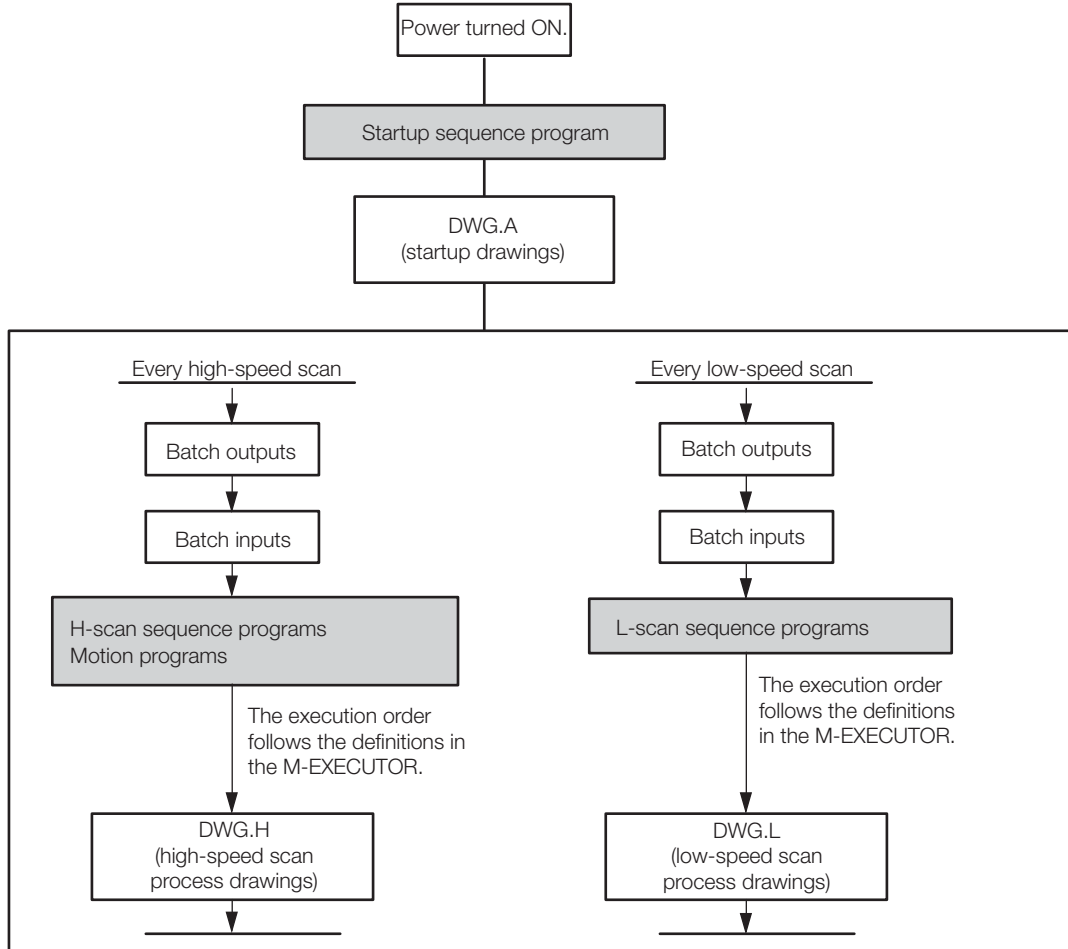 Power turned ON.
Startup sequence program
DWG.A
(startup drawings)
Every high-speed scan
Batch outputs
Batch inputs
H-scan sequence programs
Motion programs
The execution order
follows the definitions in
the M-EXECUTOR.
DWG.H
(high-speed scan
process drawings)
Every low-speed scan
Batch outputs
Batch inputs
L-scan sequence programs
The execution order
follows the definitions
in the M-EXECUTOR.
DWG.L
(low-speed scan
process drawings)